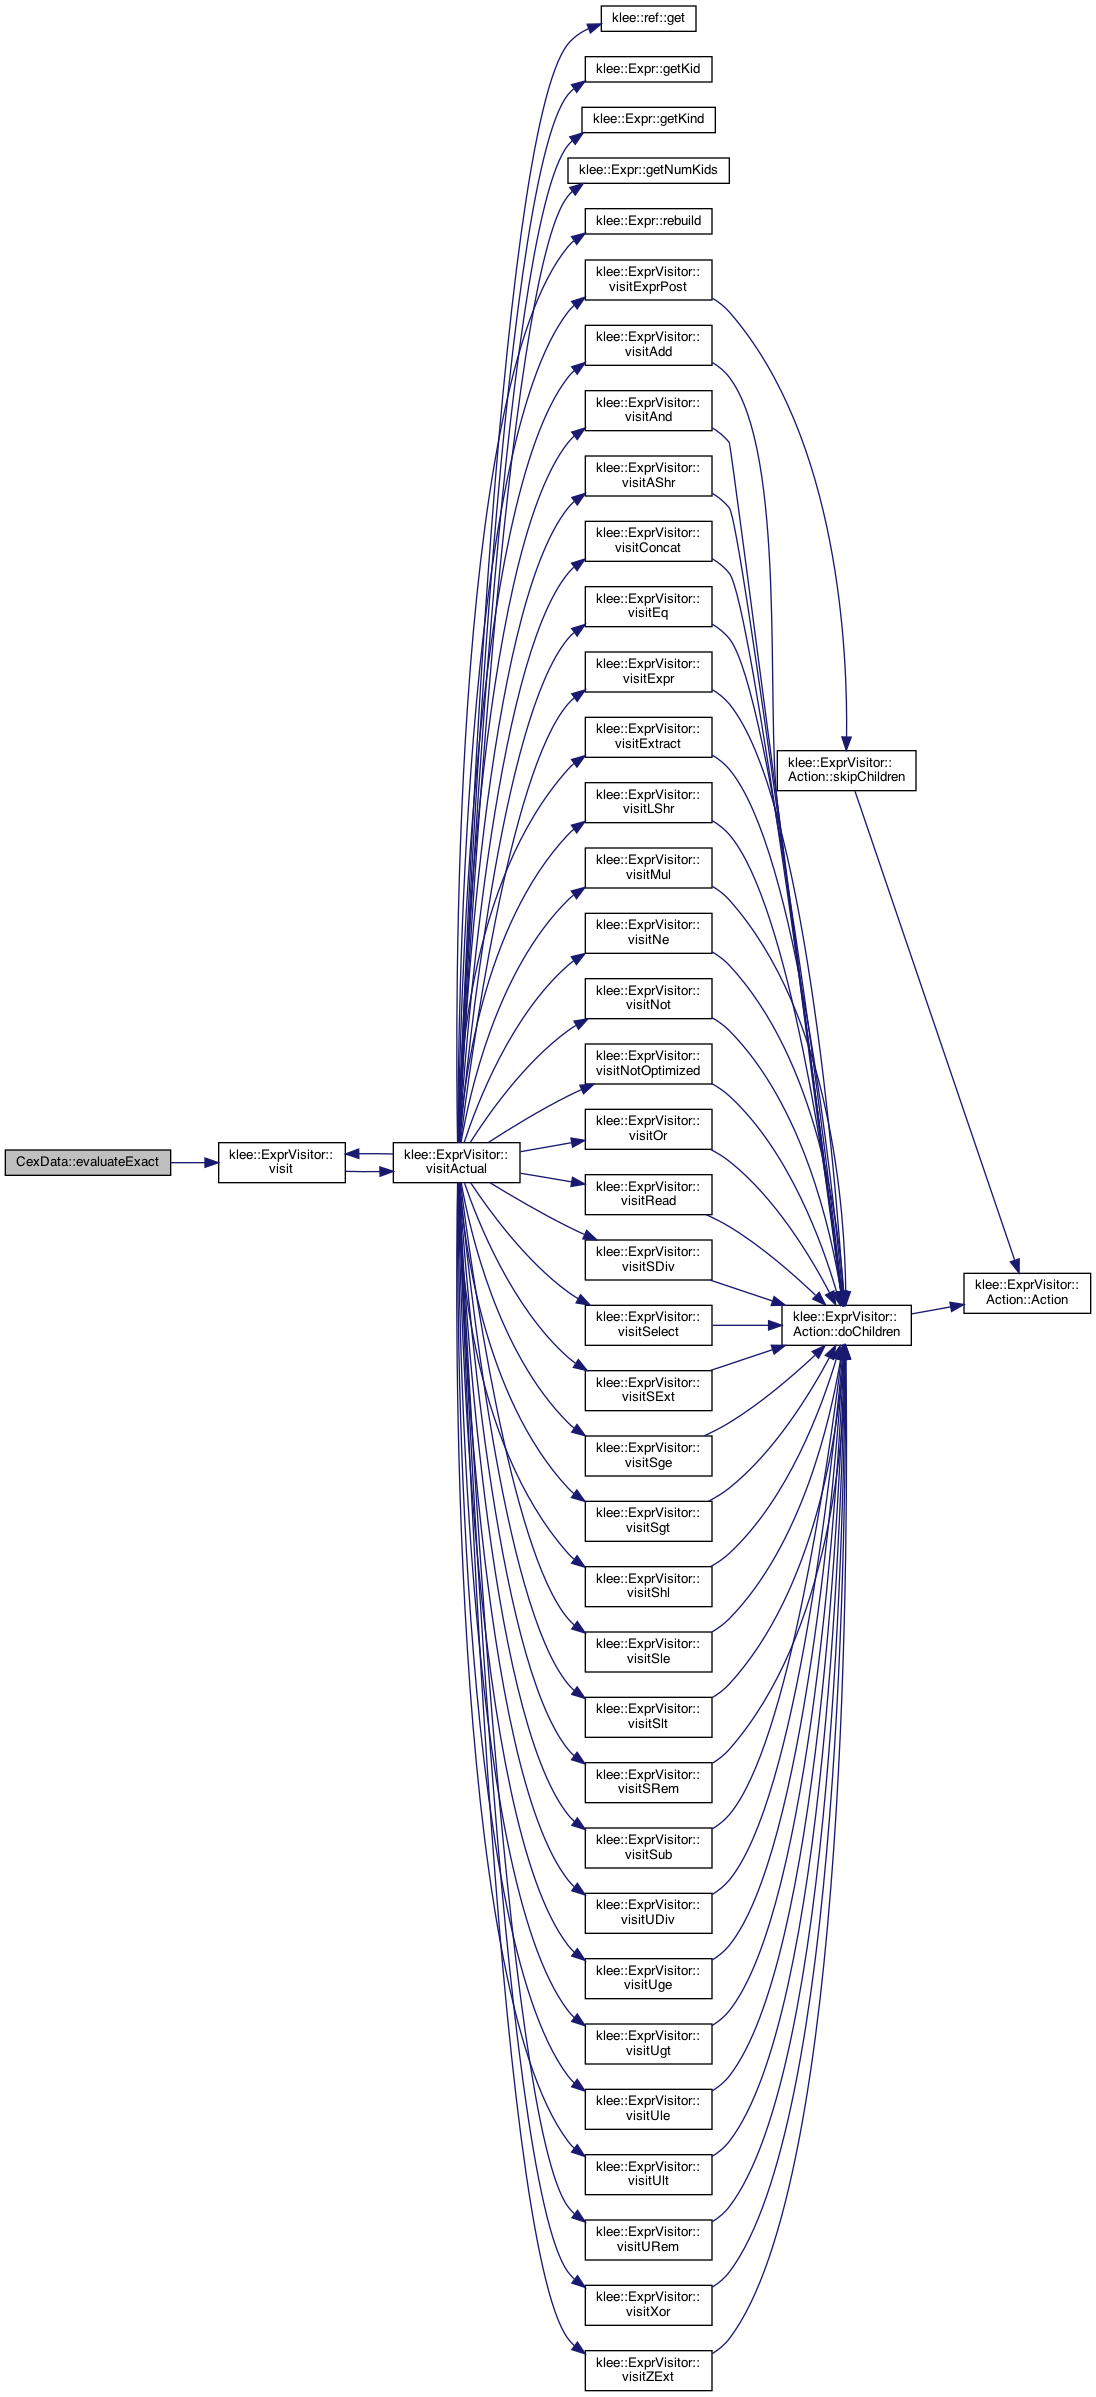 klee::ref::get
klee::Expr::getKid
klee::Expr::getKind
klee::Expr::getNumKids
klee::Expr::rebuild
klee::ExprVisitor::
visitExprPost
klee::ExprVisitor::
visitAdd
klee::ExprVisitor::
visitAnd
klee::ExprVisitor::
visitAShr
klee::ExprVisitor::
visitConcat
klee::ExprVisitor::
visitEq
klee::ExprVisitor::
visitExpr
klee::ExprVisitor::
visitExtract
klee::ExprVisitor::
Action::skipChildren
klee::ExprVisitor::
visitLShr
klee::ExprVisitor::
visitMul
klee::ExprVisitor::
visitNe
klee::ExprVisitor::
visitNot
klee::ExprVisitor::
visitNotOptimized
klee::ExprVisitor::
visitOr
CexData::evaluateExact
klee::ExprVisitor::
visit
klee::ExprVisitor::
visitActual
klee::ExprVisitor::
visitRead
klee::ExprVisitor::
visitSDiv
klee::ExprVisitor::
Action::Action
klee::ExprVisitor::
visitSelect
klee::ExprVisitor::
Action::doChildren
klee::ExprVisitor::
visitSExt
klee::ExprVisitor::
visitSge
klee::ExprVisitor::
visitSgt
klee::ExprVisitor::
visitShl
klee::ExprVisitor::
visitSle
klee::ExprVisitor::
visitSlt
klee::ExprVisitor::
visitSRem
klee::ExprVisitor::
visitSub
klee::ExprVisitor::
visitUDiv
klee::ExprVisitor::
visitUge
klee::ExprVisitor::
visitUgt
klee::ExprVisitor::
visitUle
klee::ExprVisitor::
visitUlt
klee::ExprVisitor::
visitURem
klee::ExprVisitor::
visitXor
klee::ExprVisitor::
visitZExt